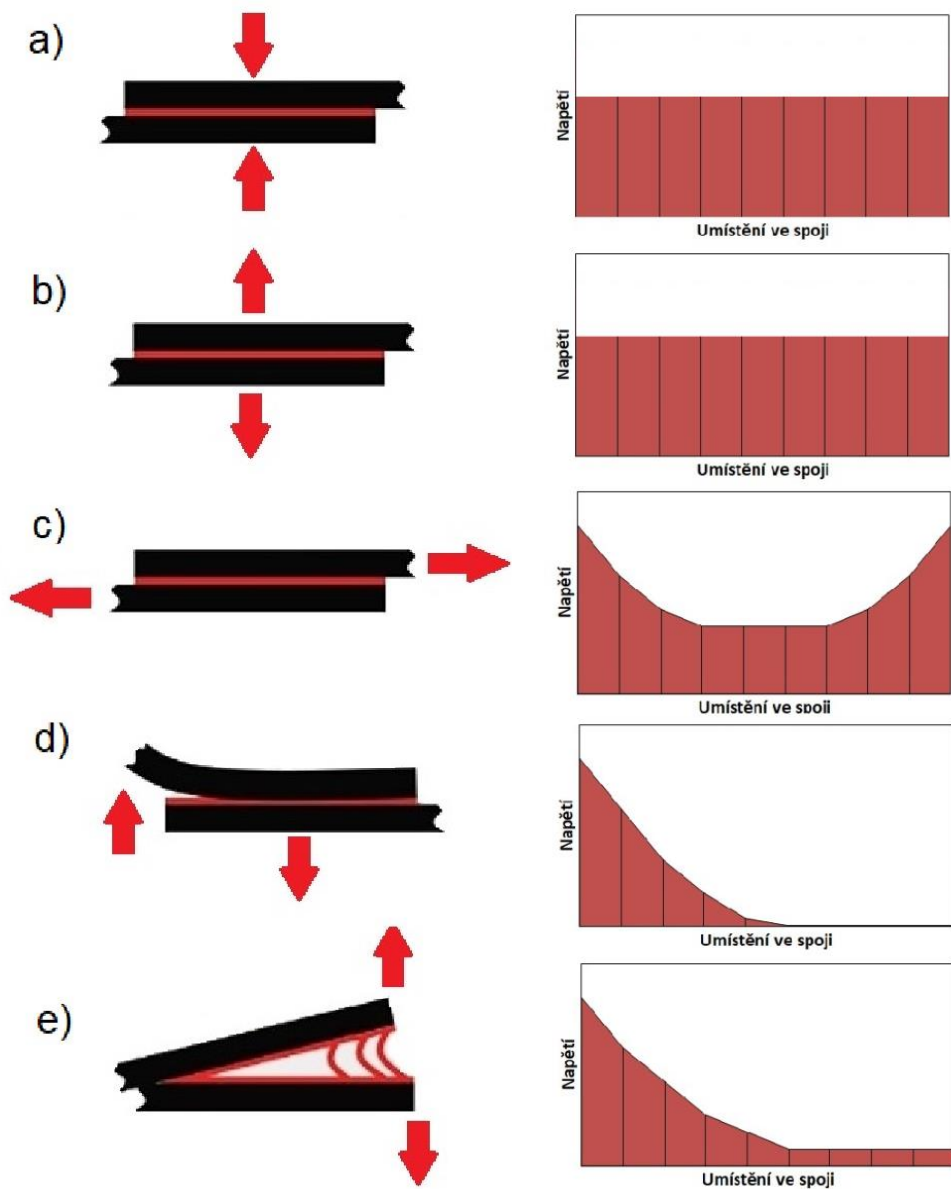 a)
Napětí
Umístění ve spoji
b)
Napětí
Umístění ve spoji
c)
Napětí
Umístění ve spoji
d)
Napětí
Umístění ve spoji
e)
Napětí
Umístění ve spoji